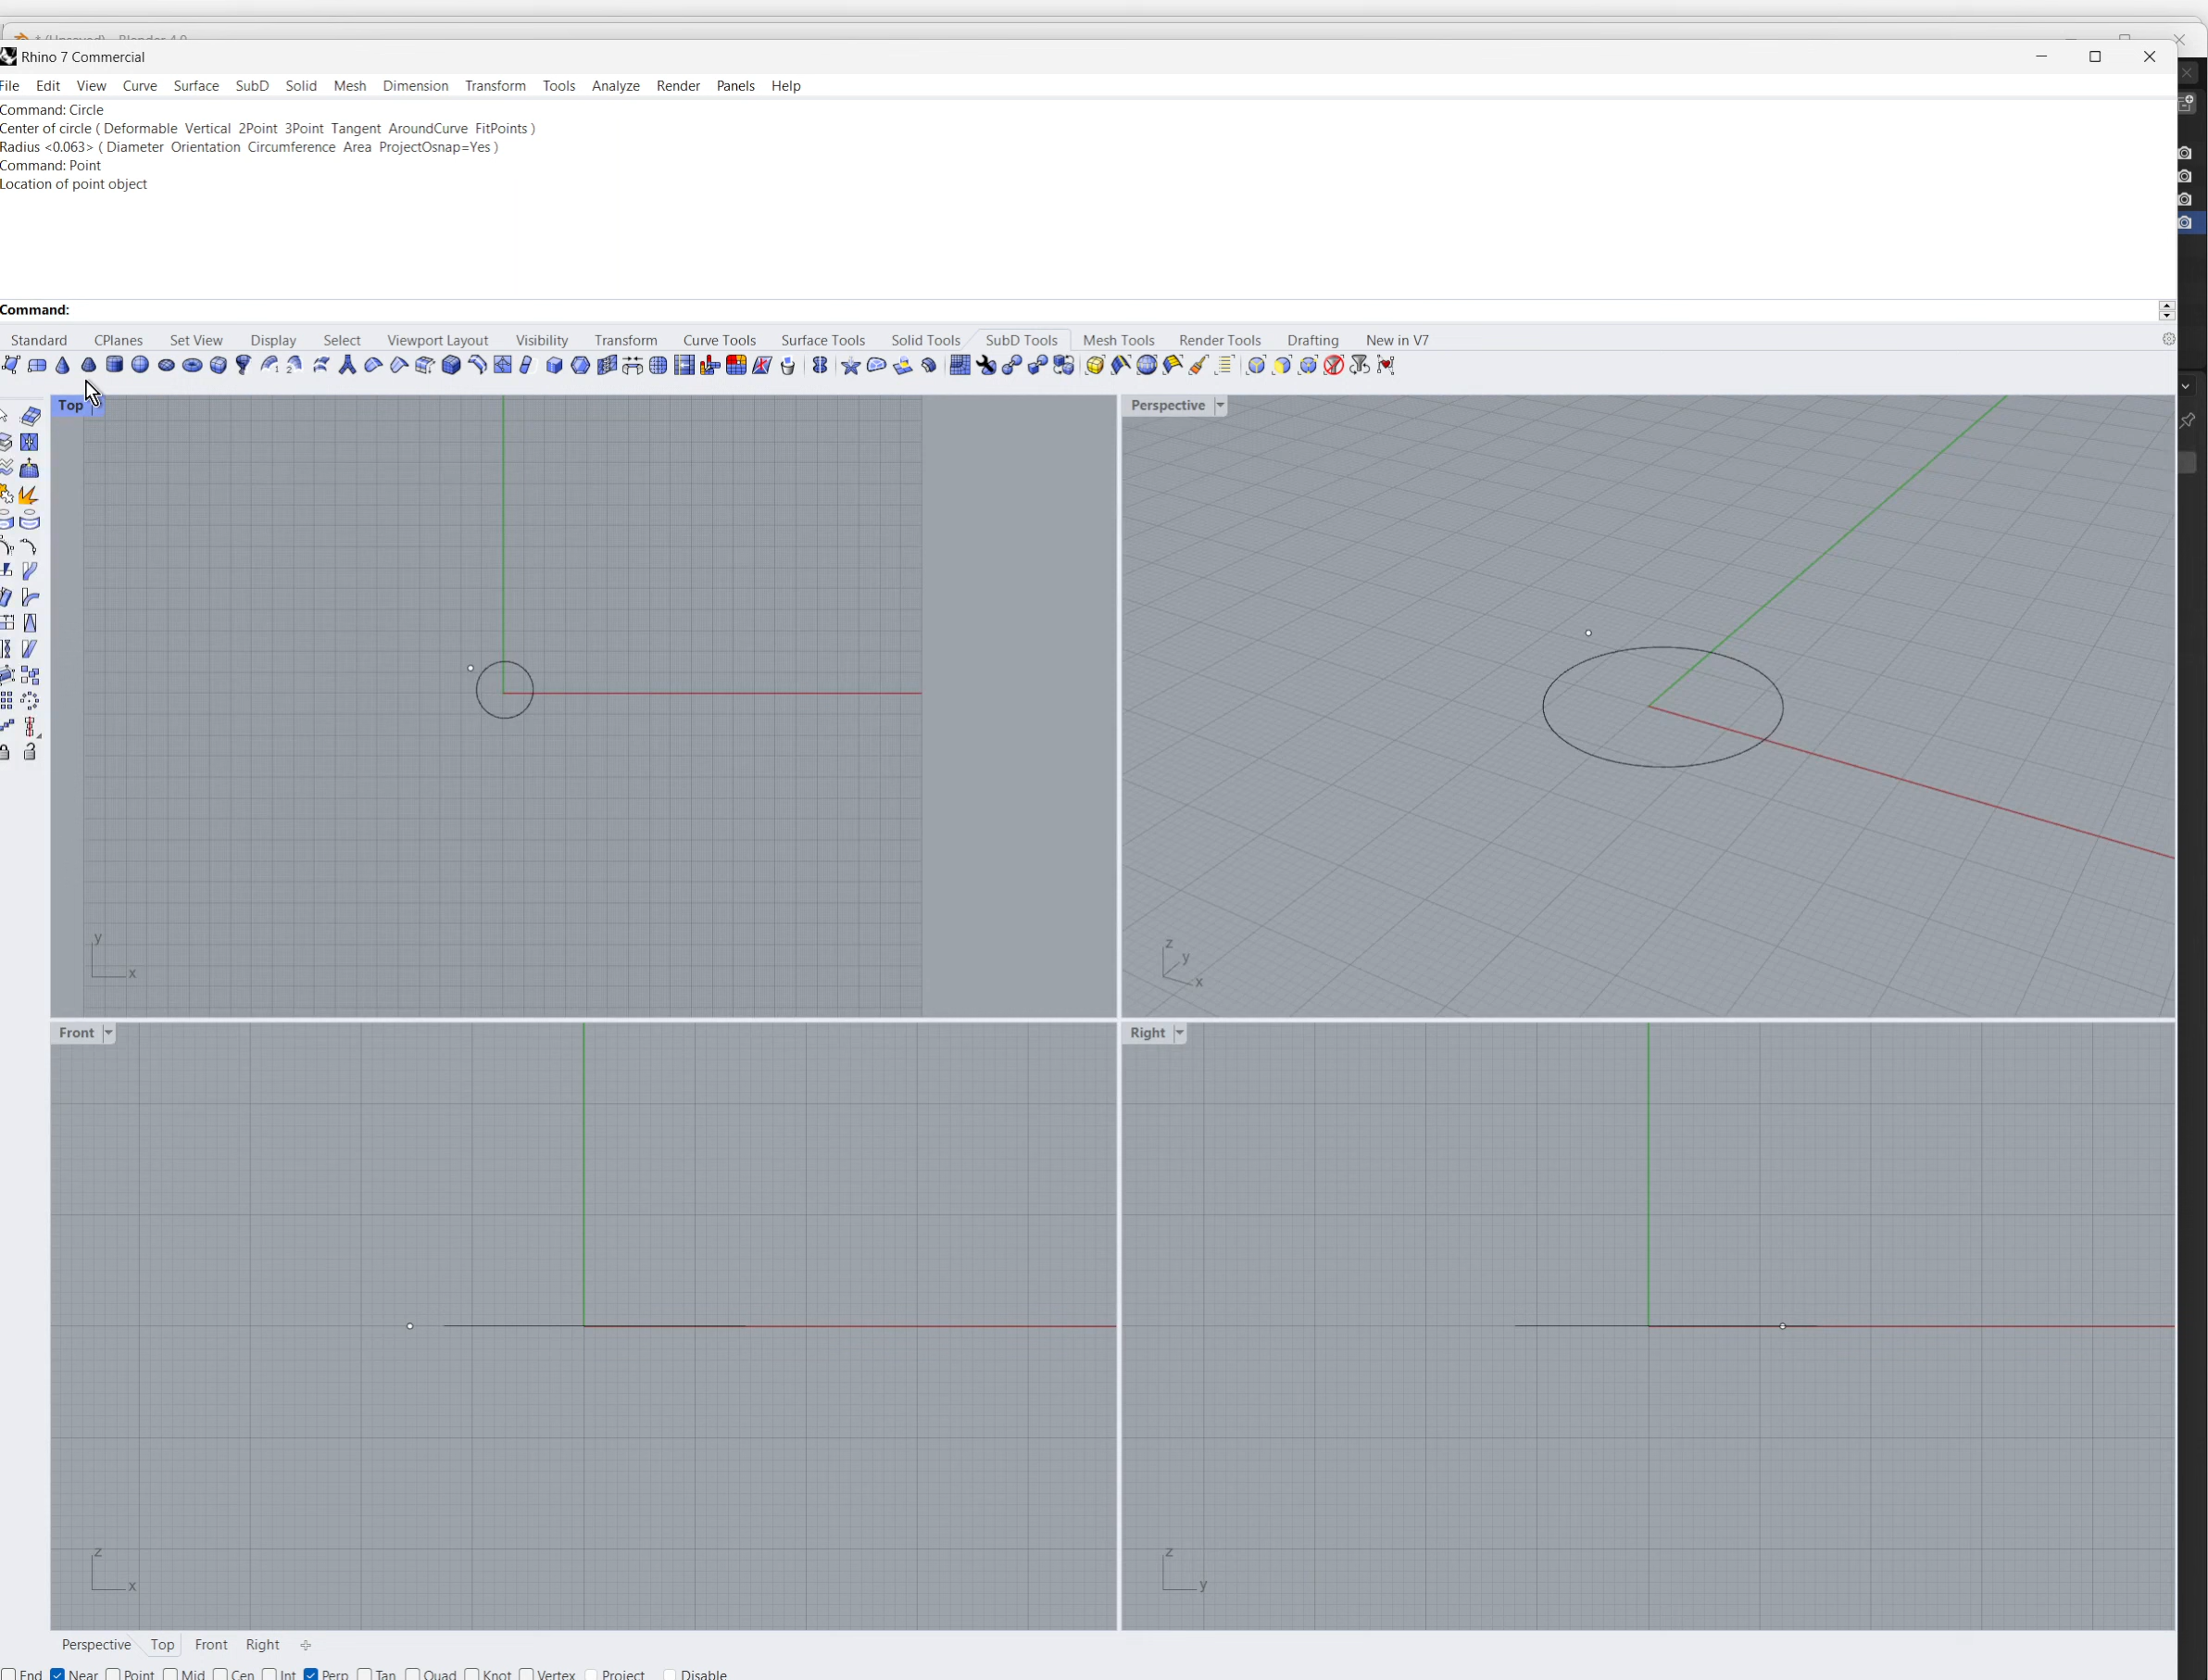 Rhino 7 Commercial
File Edit View Curve Surface SubD Solid Mesh Dimension Transform Tools Analyze Render Panels Help
Command: Circle
Center of circle ( Deformable Vertical 2Point 3Point Tangent AroundCurve FitPoints )
Radius <0.063> ( Diameter Orientation Circumference Area ProjectOsnap=Yes )
Command: Point
Location of point object
Command:
Standard CPlanes Set View Display Select Viewport Layout Visibility Transform Curve Tools Surface Tools Solid Tools SubD Tools Mesh Tools Render Tools Drafting New in V7
Top
Perspective
y
x
z
y
x
Front
Right
z
x
z
y
Perspective Top Front Right
End Near Point Mid Cen Int Perp Tan Quad Knot Vertex Project Disable